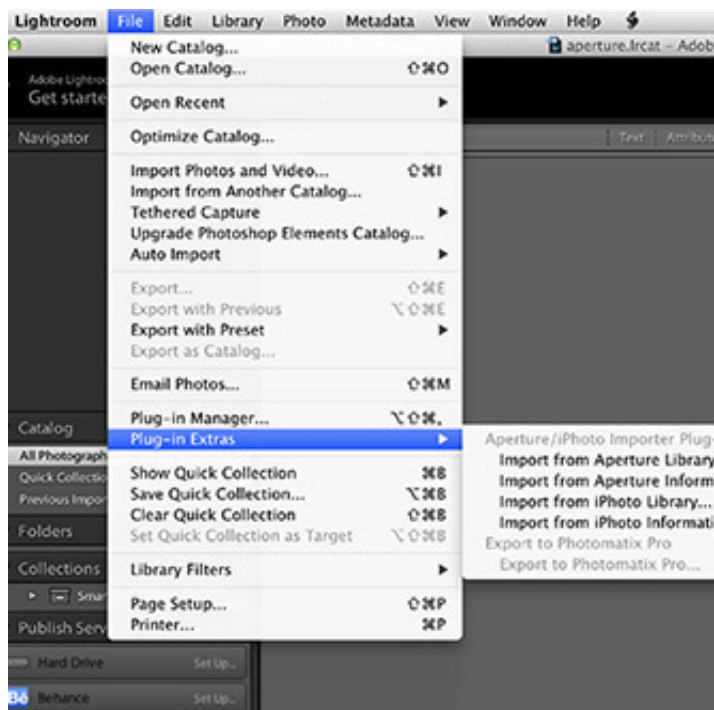 Lightroom File Edit Library Photo Metadata View Window Help
aperture.lrcat - Adob
New Catalog...
Open Catalog... ⇧⌘O
Adobe Lightroo
Get starte
Open Recent ▶
Navigator
Optimize Catalog...
Text Attribut
Import Photos and Video... ⇧⌘I
Import from Another Catalog...
Tethered Capture ▶
Upgrade Photoshop Elements Catalog...
Auto Import ▶
Export... ⇧⌘E
Export with Previous ⌥⇧⌘E
Export with Preset ▶
Export as Catalog...
Email Photos... ⇧⌘M
Plug-in Manager... ⌥⇧⌘,
Plug-in Extras ▶
Aperture/iPhoto Importer Plug-
Import from Aperture Library
Import from Aperture Inform
Import from iPhoto Library...
Import from iPhoto Informati
Export to Photomatix Pro
Export to Photomatix Pro...
Catalog
All Photograph
Quick Collectio
Previous Impor
Show Quick Collection ⌘B
Save Quick Collection... ⌥⌘B
Clear Quick Collection ⇧⌘B
Set Quick Collection as Target ⌥⇧⌘B
Folders
Collections
Library Filters ▶
Smar
Page Setup... ⇧⌘P
Printer... ⌘P
Publish Serv
Hard Drive Set Up...
Bē Behance Set Up...